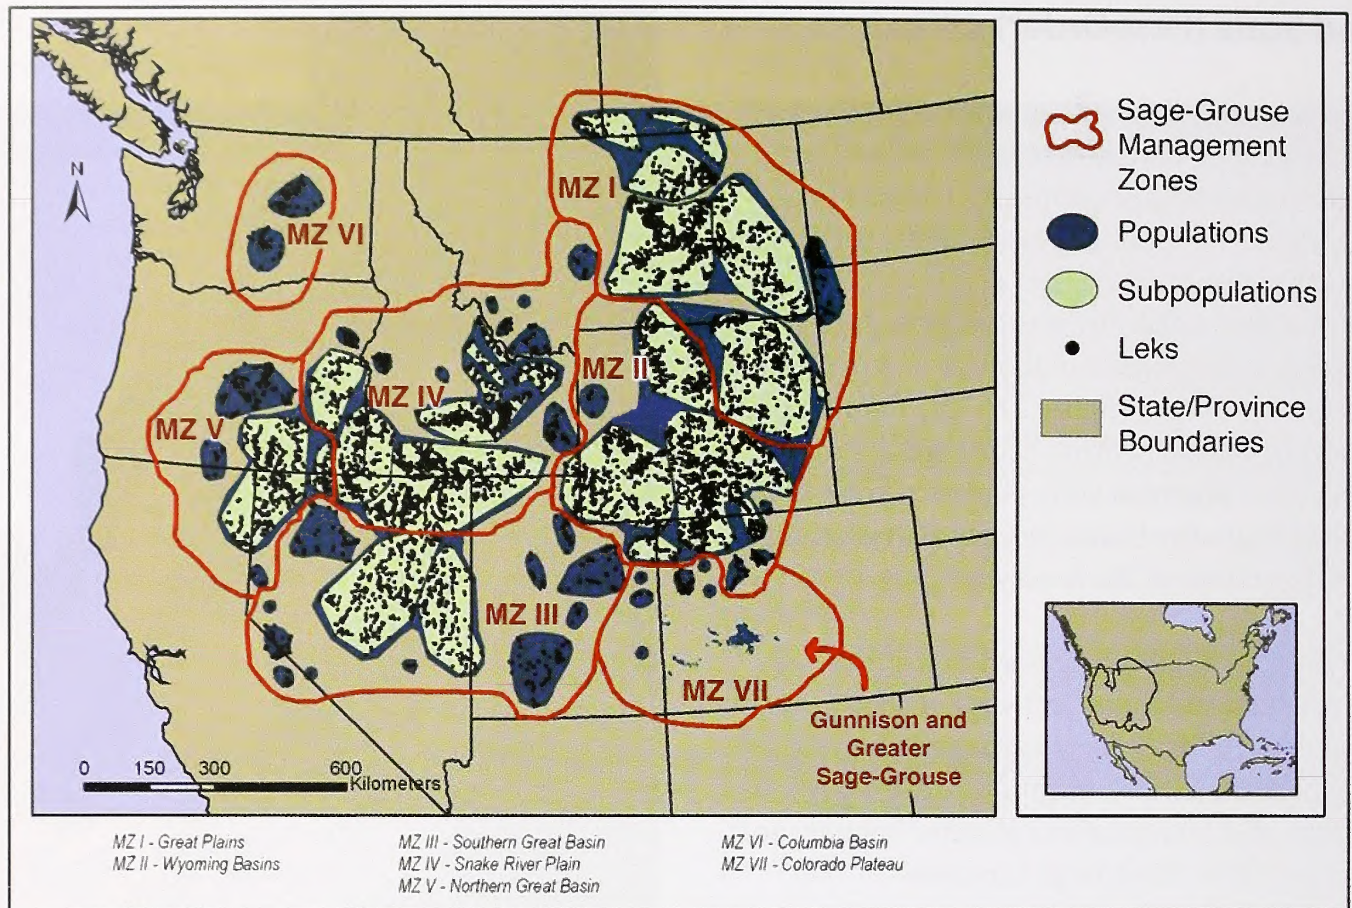 N
MZ I
MZ VI
MZ II
MZ IV
MZ V
MZ III
MZ VII
Gunnison and
Greater
Sage-Grouse
0 150 300 600
Kilometers
Sage-Grouse
Management
Zones
Populations
Subpopulations
Leks
State/Province
Boundaries
MZ I - Great Plains
MZ II - Wyoming Basins
MZ III - Southern Great Basin
MZ IV - Snake River Plain
MZ V - Northern Great Basin
MZ VI - Columbia Basin
MZ VII - Colorado Plateau